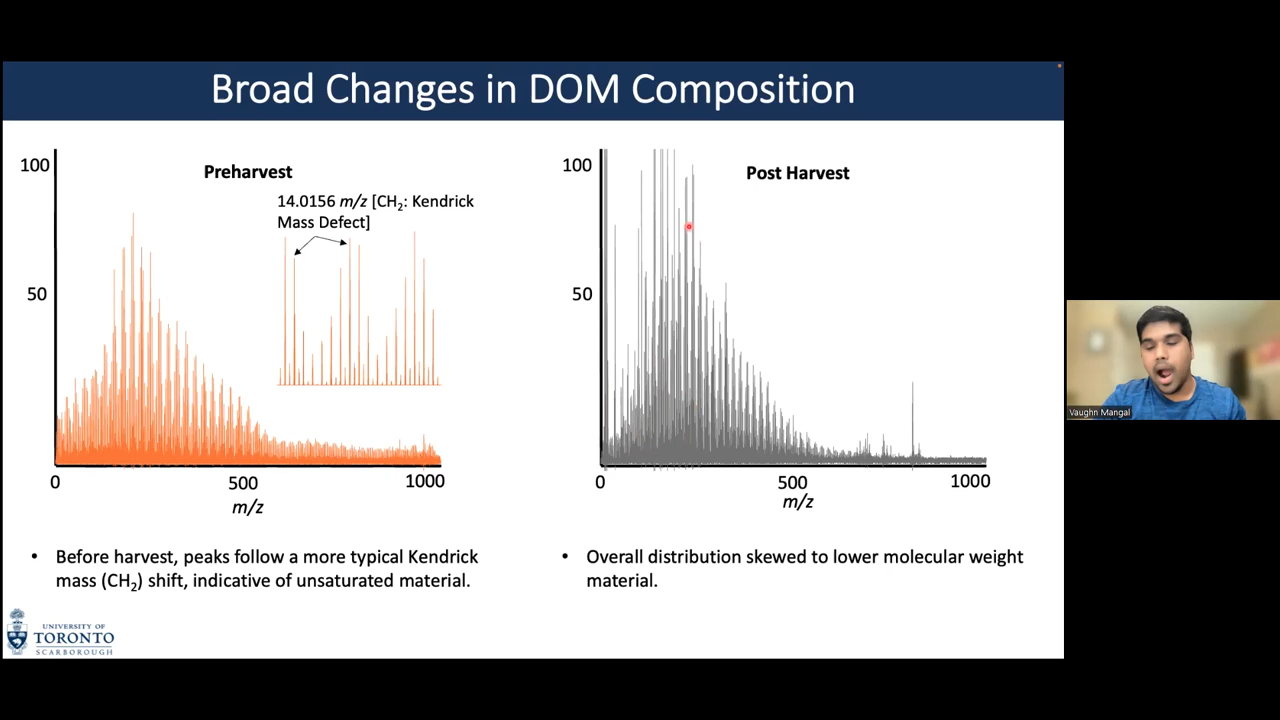 Broad Changes in DOM Composition
Preharvest
14.0156 m/z [CH₂: Kendrick
Mass Defect]
100
50
0
500
1000
m/z
Post Harvest
100
50
0
500
1000
m/z
• Before harvest, peaks follow a more typical Kendrick
mass (CH₂) shift, indicative of unsaturated material.
• Overall distribution skewed to lower molecular weight
material.
UNIVERSITY OF
TORONTO
SCARBOROUGH
Vaughn Mangal